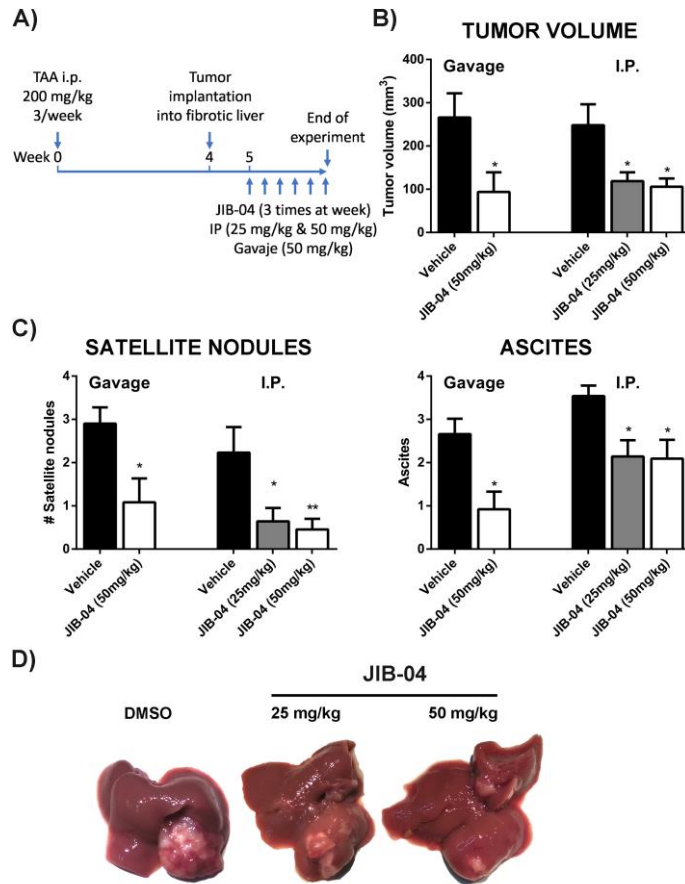 A)
TAA i.p.
200 mg/kg
3/week
Tumor
implantation
into fibrotic liver
End of
experiment
Week 0
4
5
JIB-04 (3 times at week)
IP (25 mg/kg & 50 mg/kg)
Gavaje (50 mg/kg)
B)
TUMOR VOLUME
Gavage
I.P.
Tumor volume (mm³)
400
300
200
100
0
*
*
*
Vehicle
JIB-04 (50mg/kg)
Vehicle
JIB-04 (25mg/kg)
JIB-04 (50mg/kg)
C)
SATELLITE NODULES
Gavage
I.P.
# Satellite nodules
4
3
2
1
0
*
*
**
Vehicle
JIB-04 (50mg/kg)
Vehicle
JIB-04 (25mg/kg)
JIB-04 (50mg/kg)
ASCITES
Gavage
I.P.
Ascites
4
3
2
1
0
*
*
*
Vehicle
JIB-04 (50mg/kg)
Vehicle
JIB-04 (25mg/kg)
JIB-04 (50mg/kg)
D)
JIB-04
DMSO
25 mg/kg
50 mg/kg